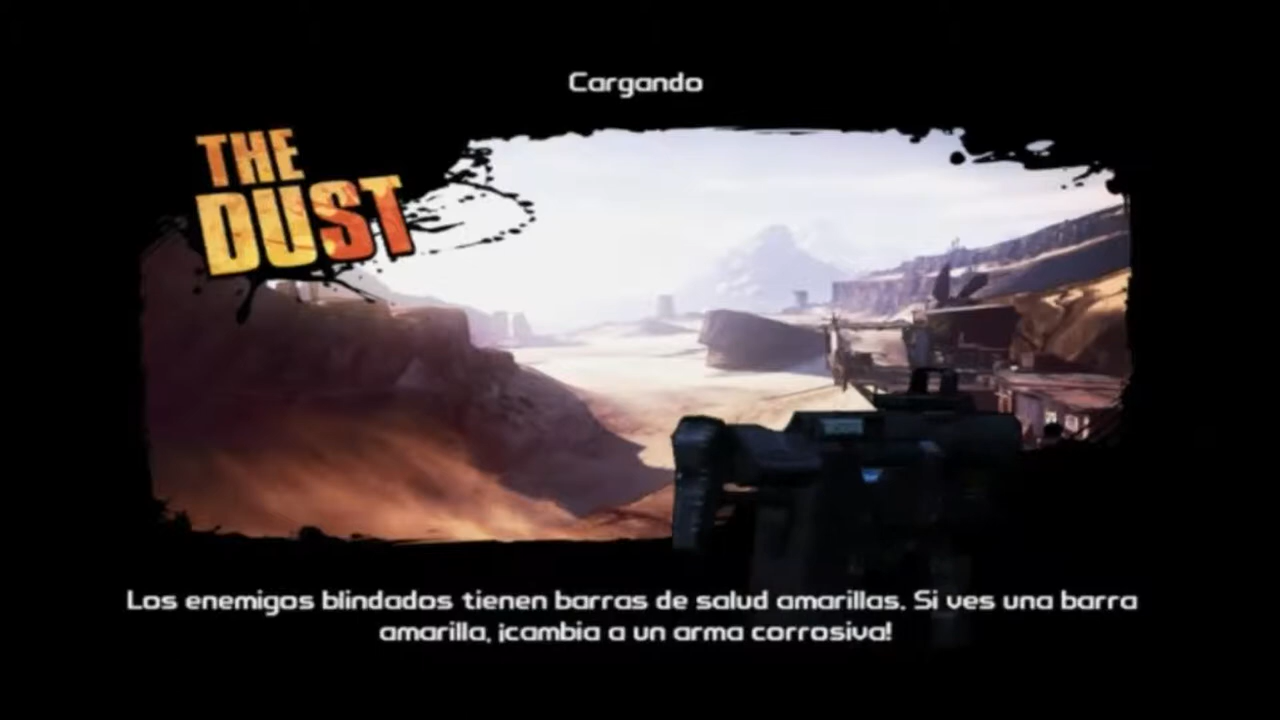 Cargando
THE
DUST
Los enemigos blindados tienen barras de salud amarillas. Si ves una barra
amarilla, ¡cambia a un arma corrosiva!